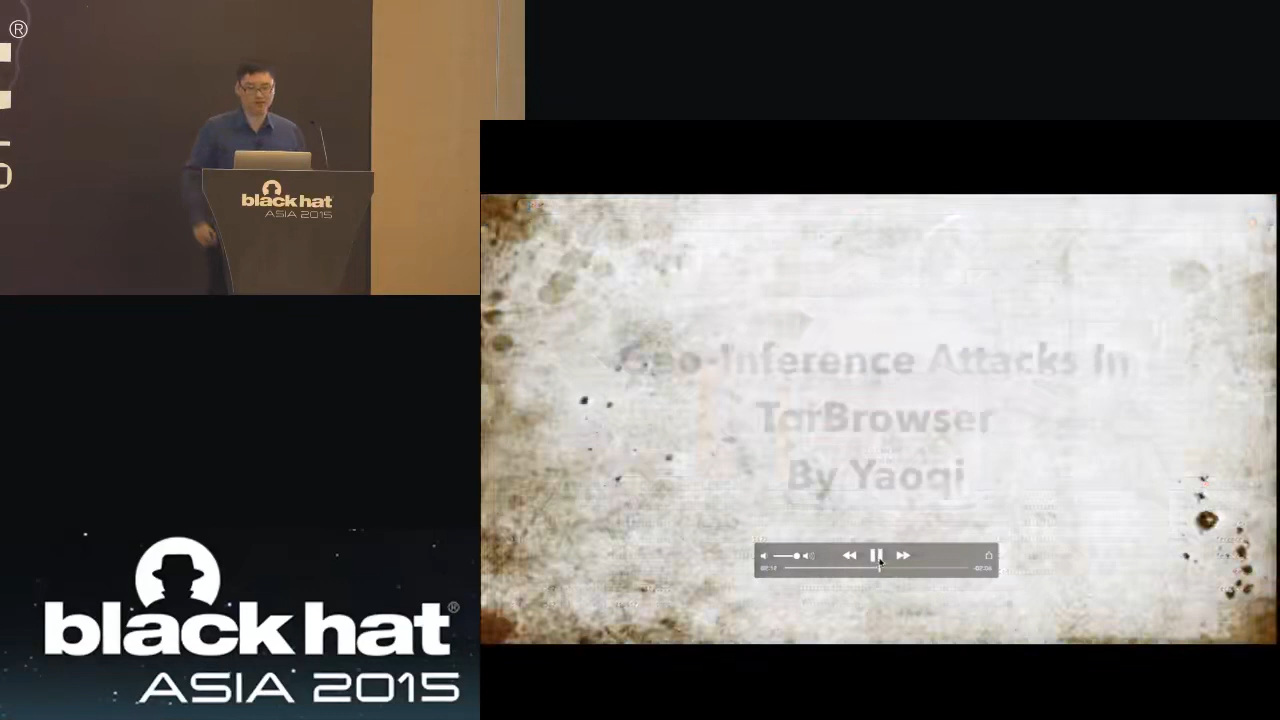 ®
black hat
ASIA 2015
Geo-Inference Attacks In
TorBrowser
By Yaoqi
black hat®
ASIA 2015